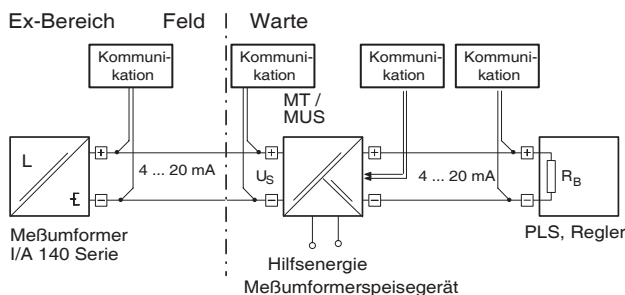 Ex-Bereich Feld Warte
Kommuni-
kation
Kommuni-
kation
Kommuni-
kation
Kommuni-
kation
MT /
MUS
L
+
−
4 ... 20 mA
+
US
−
+
−
4 ... 20 mA
+
−
RB
Meßumformer
I/A 140 Serie
PLS, Regler
Hilfsenergie
Meßumformerspeisegerät